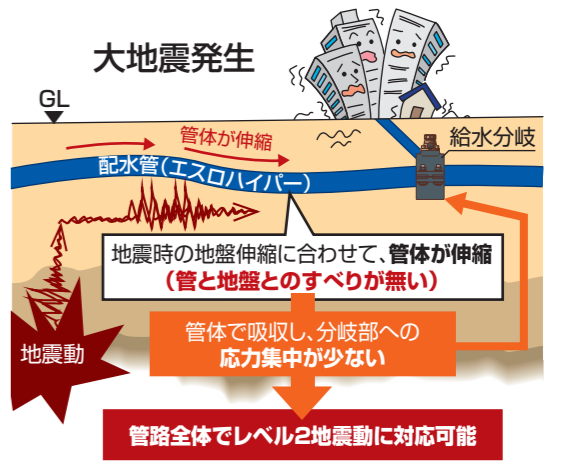 大地震発生
GL
管体が伸縮
給水分岐
配水管(エスロハイパー)
地震時の地盤伸縮に合わせて、管体が伸縮
(管と地盤とのすべりが無い)
地震動
管体で吸収し、分岐部への
応力集中が少ない
管路全体でレベル2地震動に対応可能